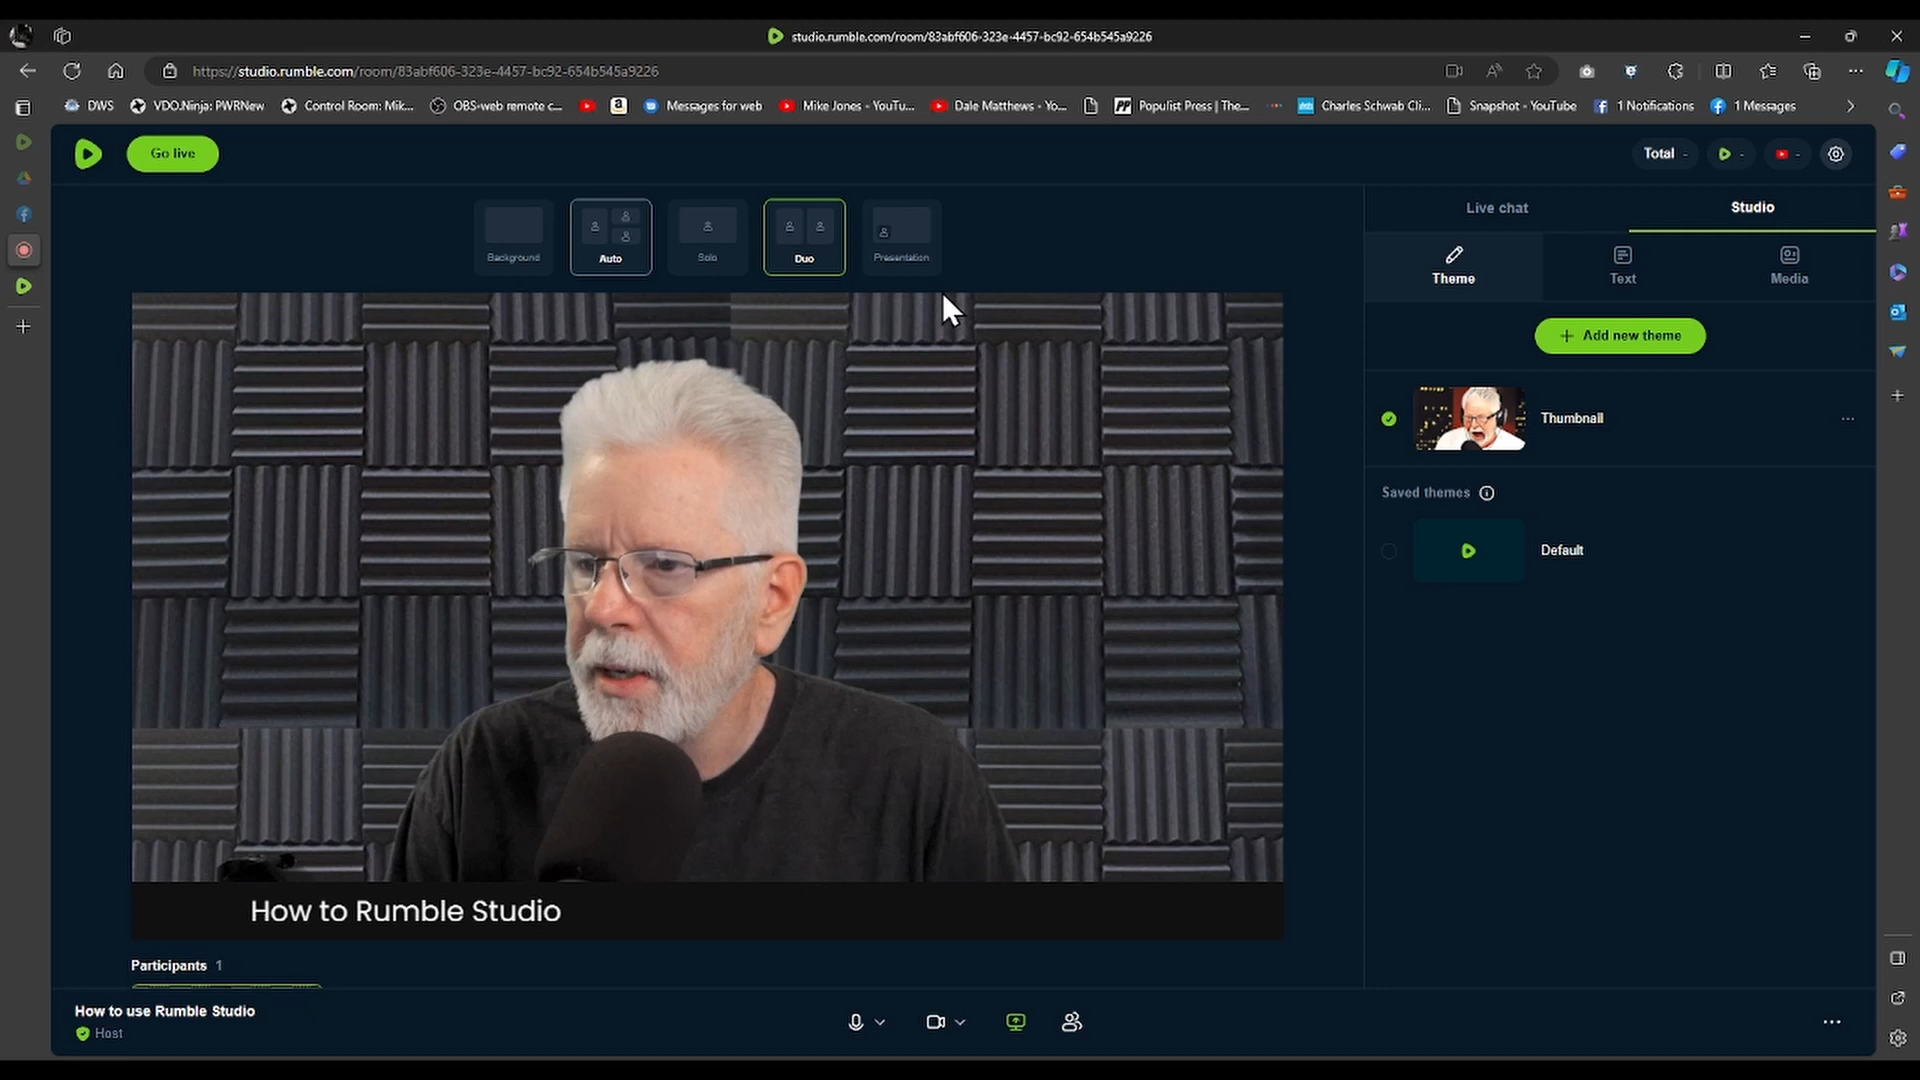 studio.rumble.com/room/83abf606-323e-4457-bc92-654b545a9226
https://studio.rumble.com/room/83abf606-323e-4457-bc92-654b545a9226
DWS VDO.Ninja: PWRNew Control Room: Mik... OBS-web remote c... Messages for web Mike Jones - YouTu... Dale Matthews - Yo... Populist Press | The... Charles Schwab Cli... Snapshot - YouTube 1 Notifications 1 Messages
Go live
Total -
-
-
Background
Auto
Solo
Duo
Presentation
Live chat
Studio
Theme
Text
Media
+ Add new theme
Thumbnail
Saved themes
Default
How to Rumble Studio
Participants 1
How to use Rumble Studio
Host